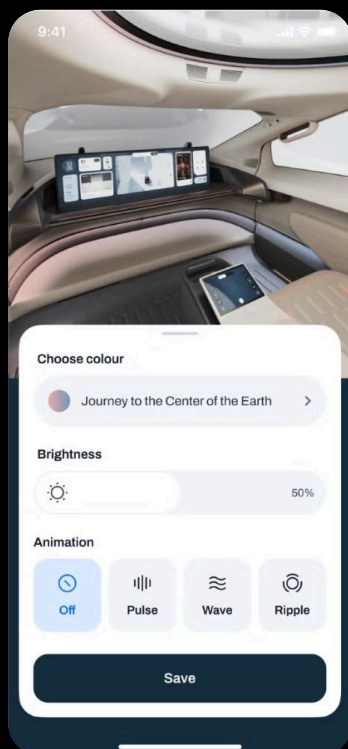 9:41
Choose colour
Journey to the Center of the Earth
Brightness
50%
Animation
Off
Pulse
Wave
Ripple
Save